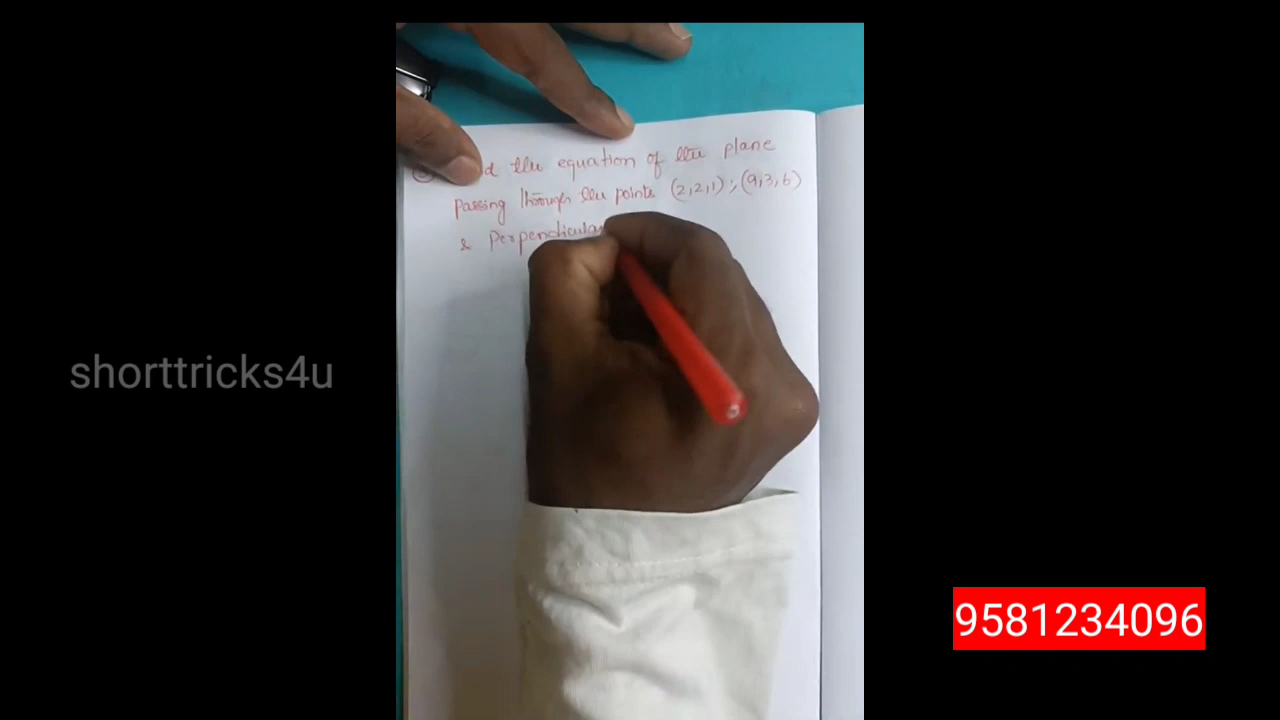 d the equation of the plane
passing through the points (2,2,1); (9,3,6)
& Perpendicular
shorttricks4u
9581234096